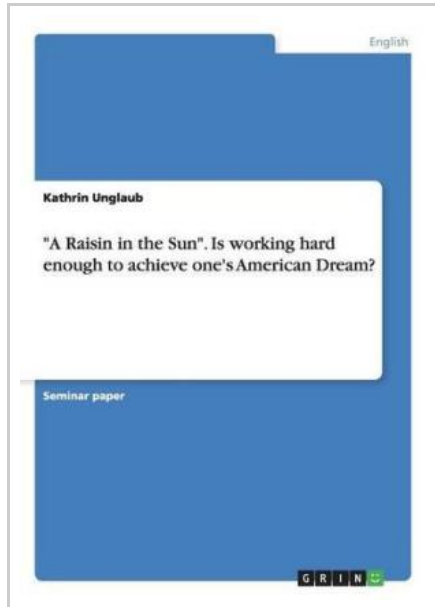 English
Kathrin Unglaub
"A Raisin in the Sun". Is working hard
enough to achieve one's American Dream?
Seminar paper
GRIN